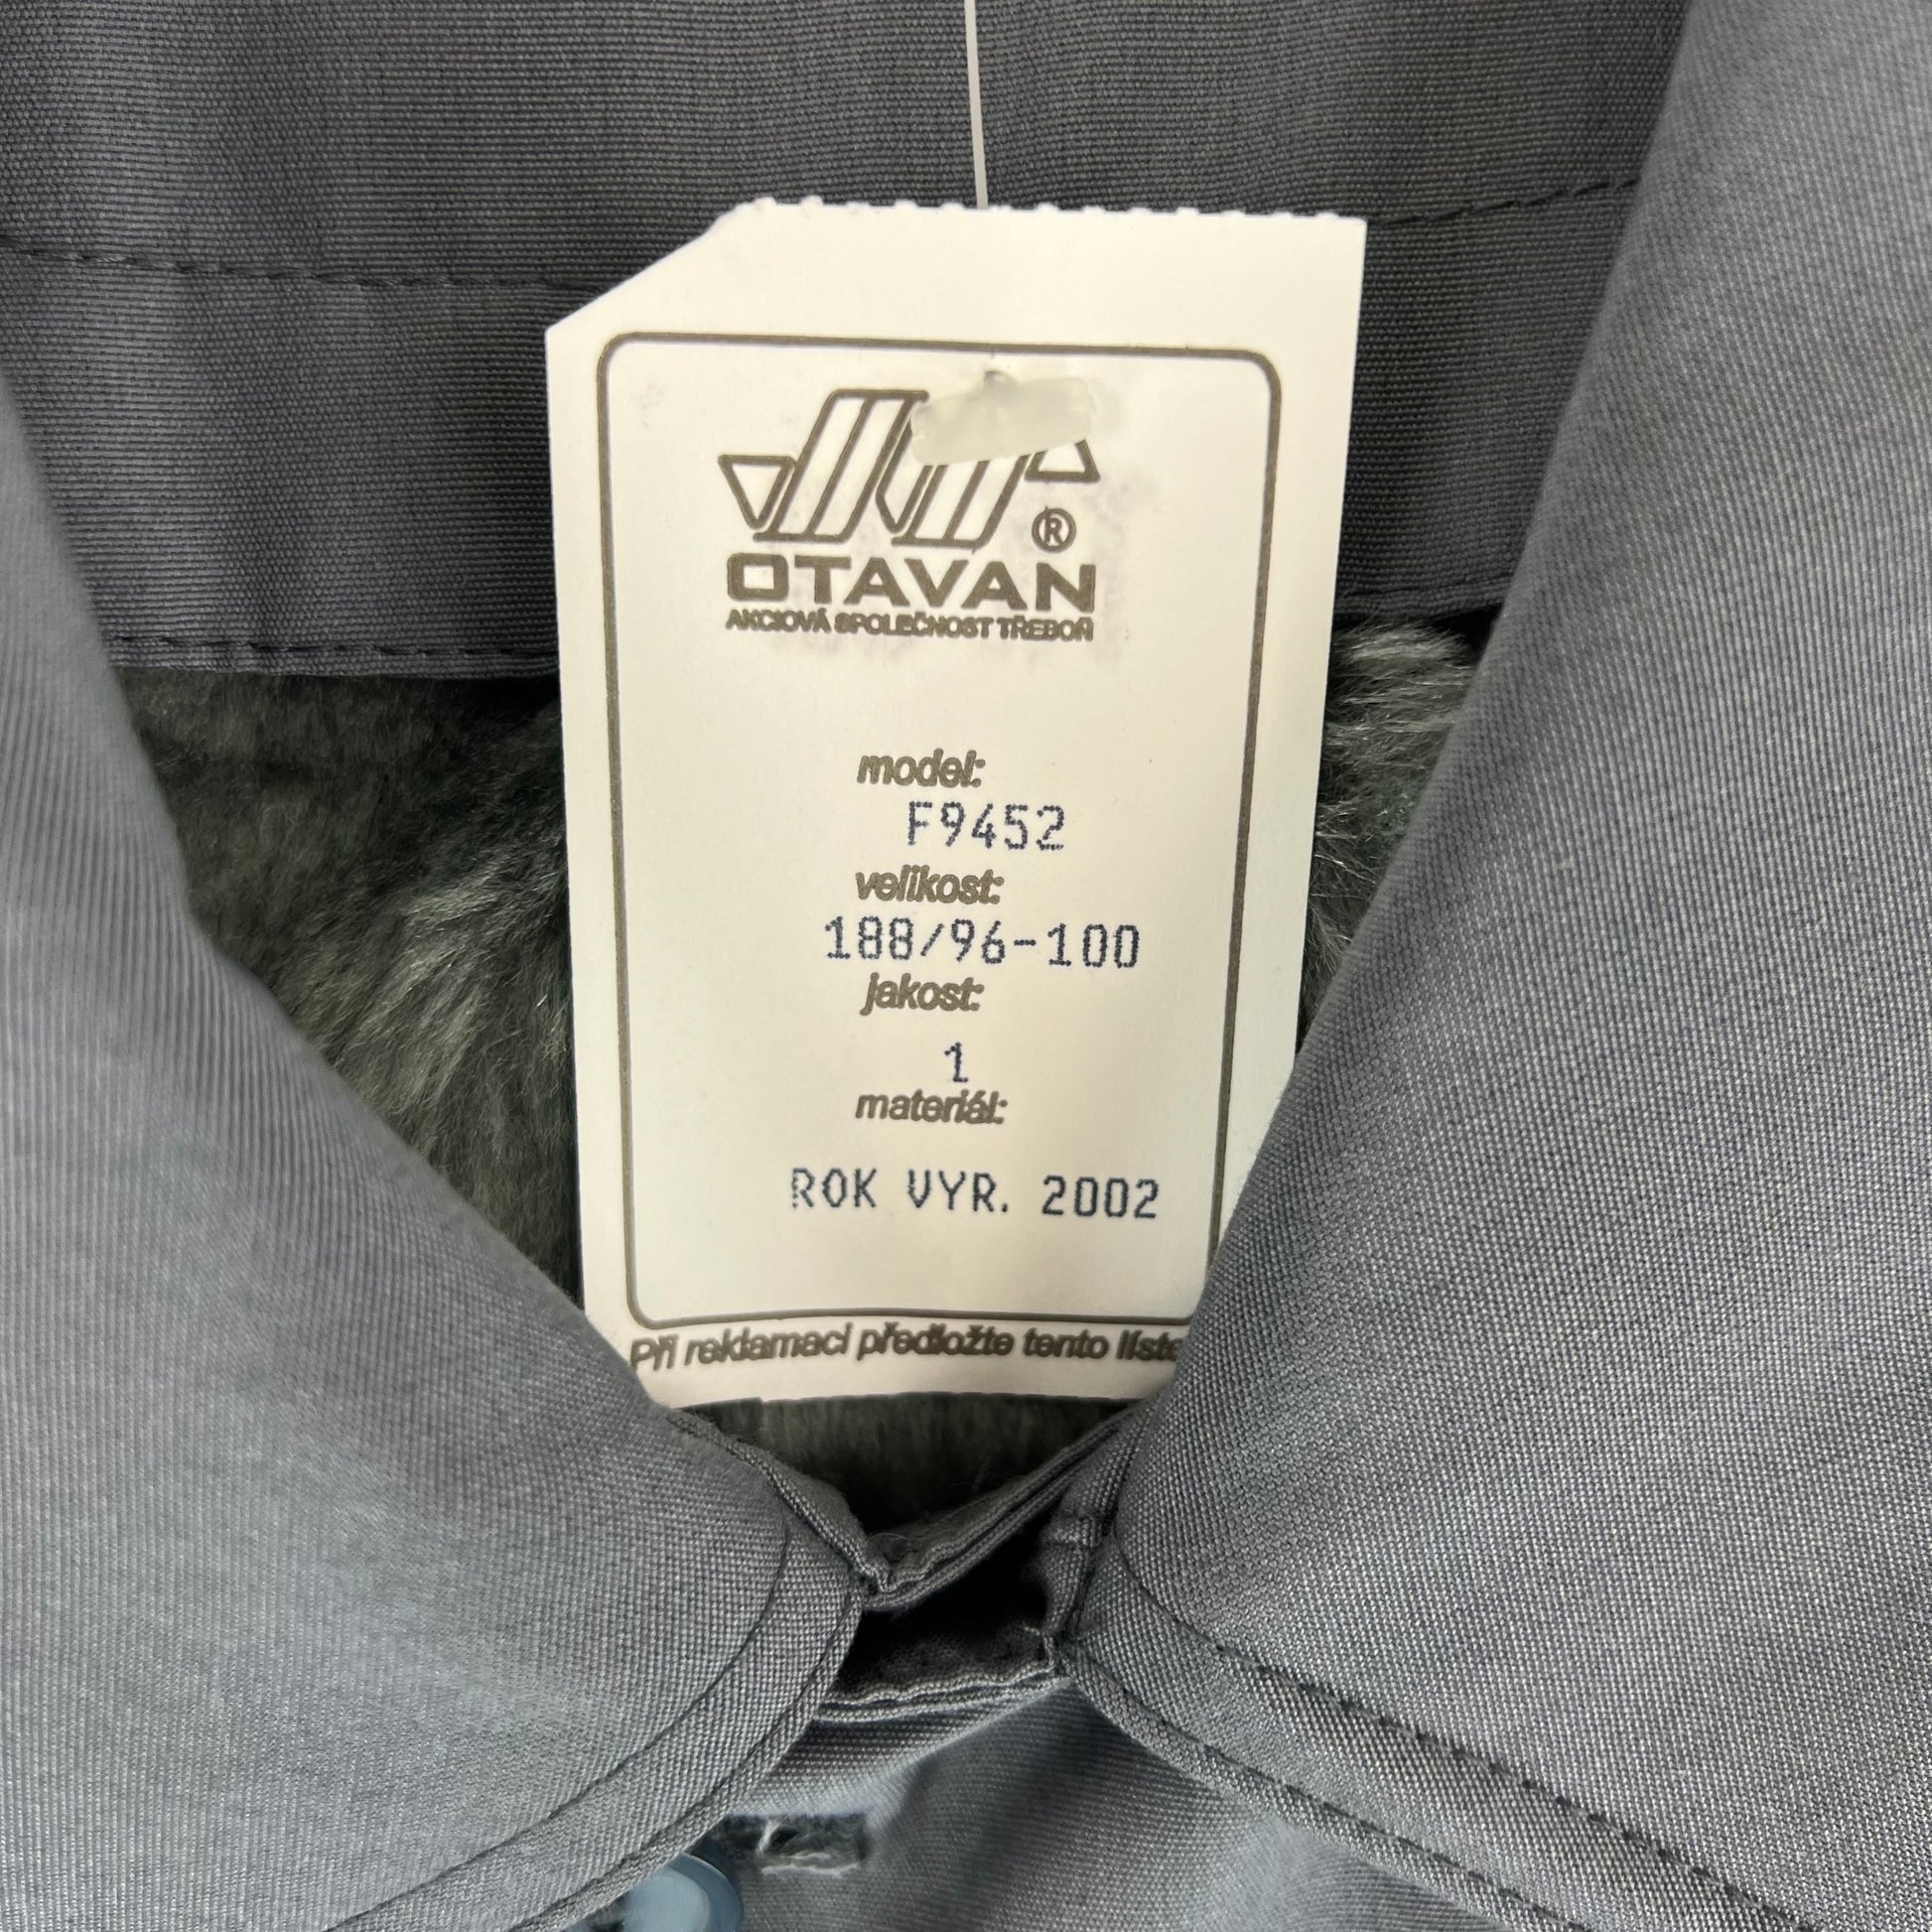 ®
OTAVAN
AKCIOVÁ SPOLEČNOST TŘEBOŇ
model:
F9452
velikost:
188/96-100
jakost:
1
materiál:
ROK VYR. 2002
Při reklamaci předložte tento líste